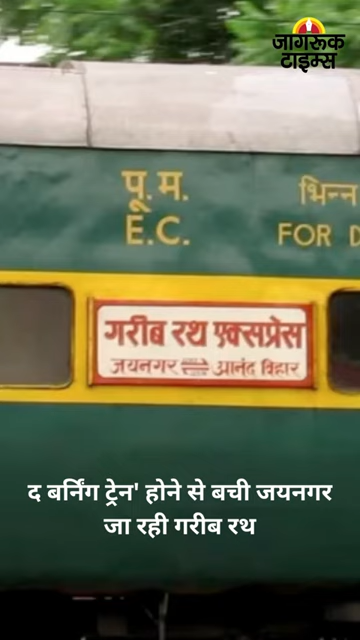 जागरूक
टाइम्स
पू. म.
E.C.
भिन्न
FOR D
गरीब रथ एक्सप्रेस
जयनगर आनंद विहार
द बर्निंग ट्रेन' होने से बची जयनगर
जा रही गरीब रथ